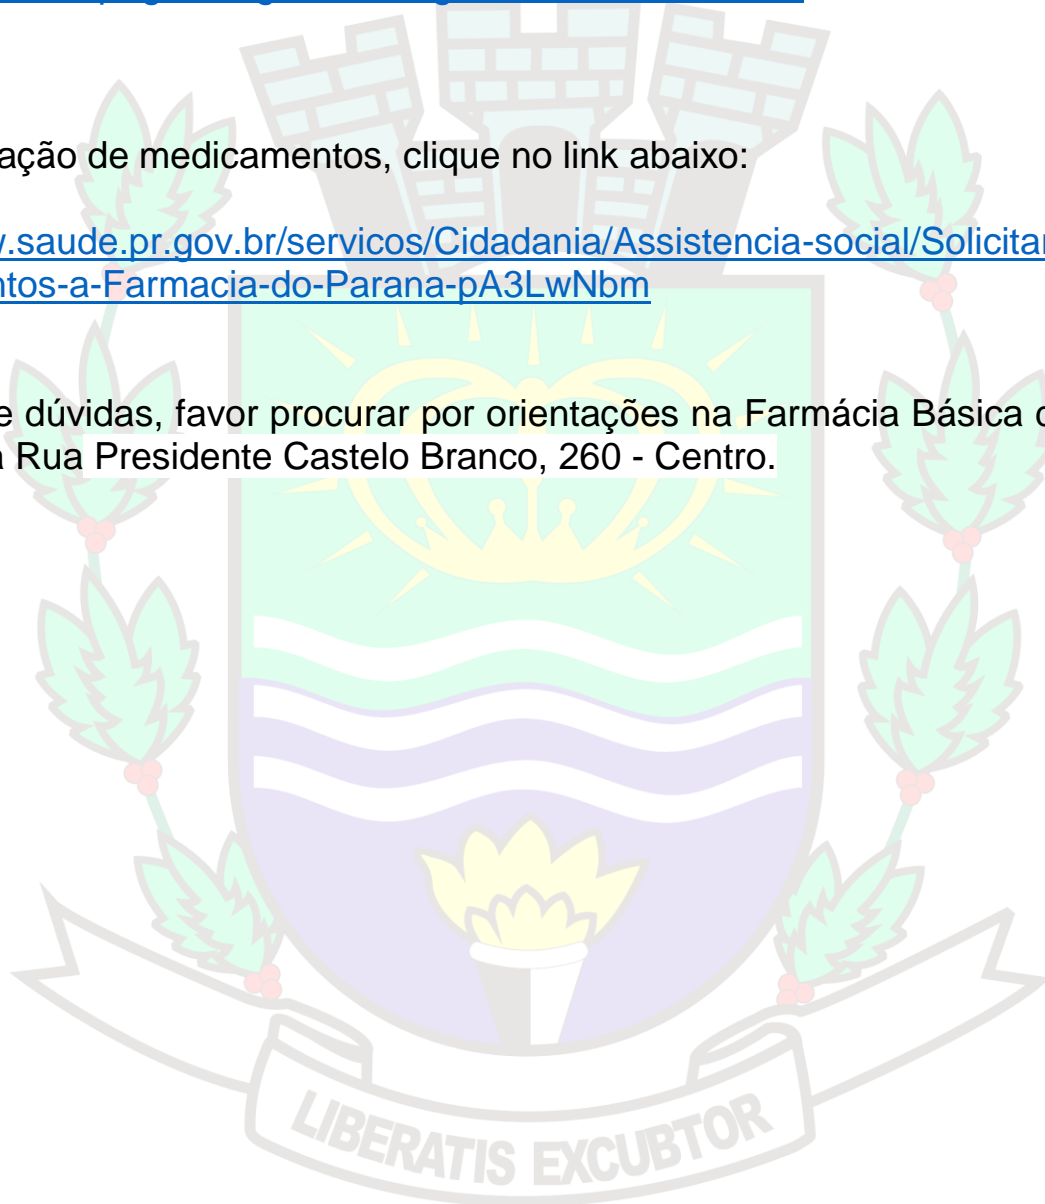 ação de medicamentos, clique no link abaixo:
.saude.pr.gov.br/servicos/Cidadania/Assistencia-social/Solicitar
ntos-a-Farmacia-do-Parana-pA3LwNbm
e dúvidas, favor procurar por orientações na Farmácia Básica
a Rua Presidente Castelo Branco, 260 - Centro.
LIBERATIS EXCUBTOR